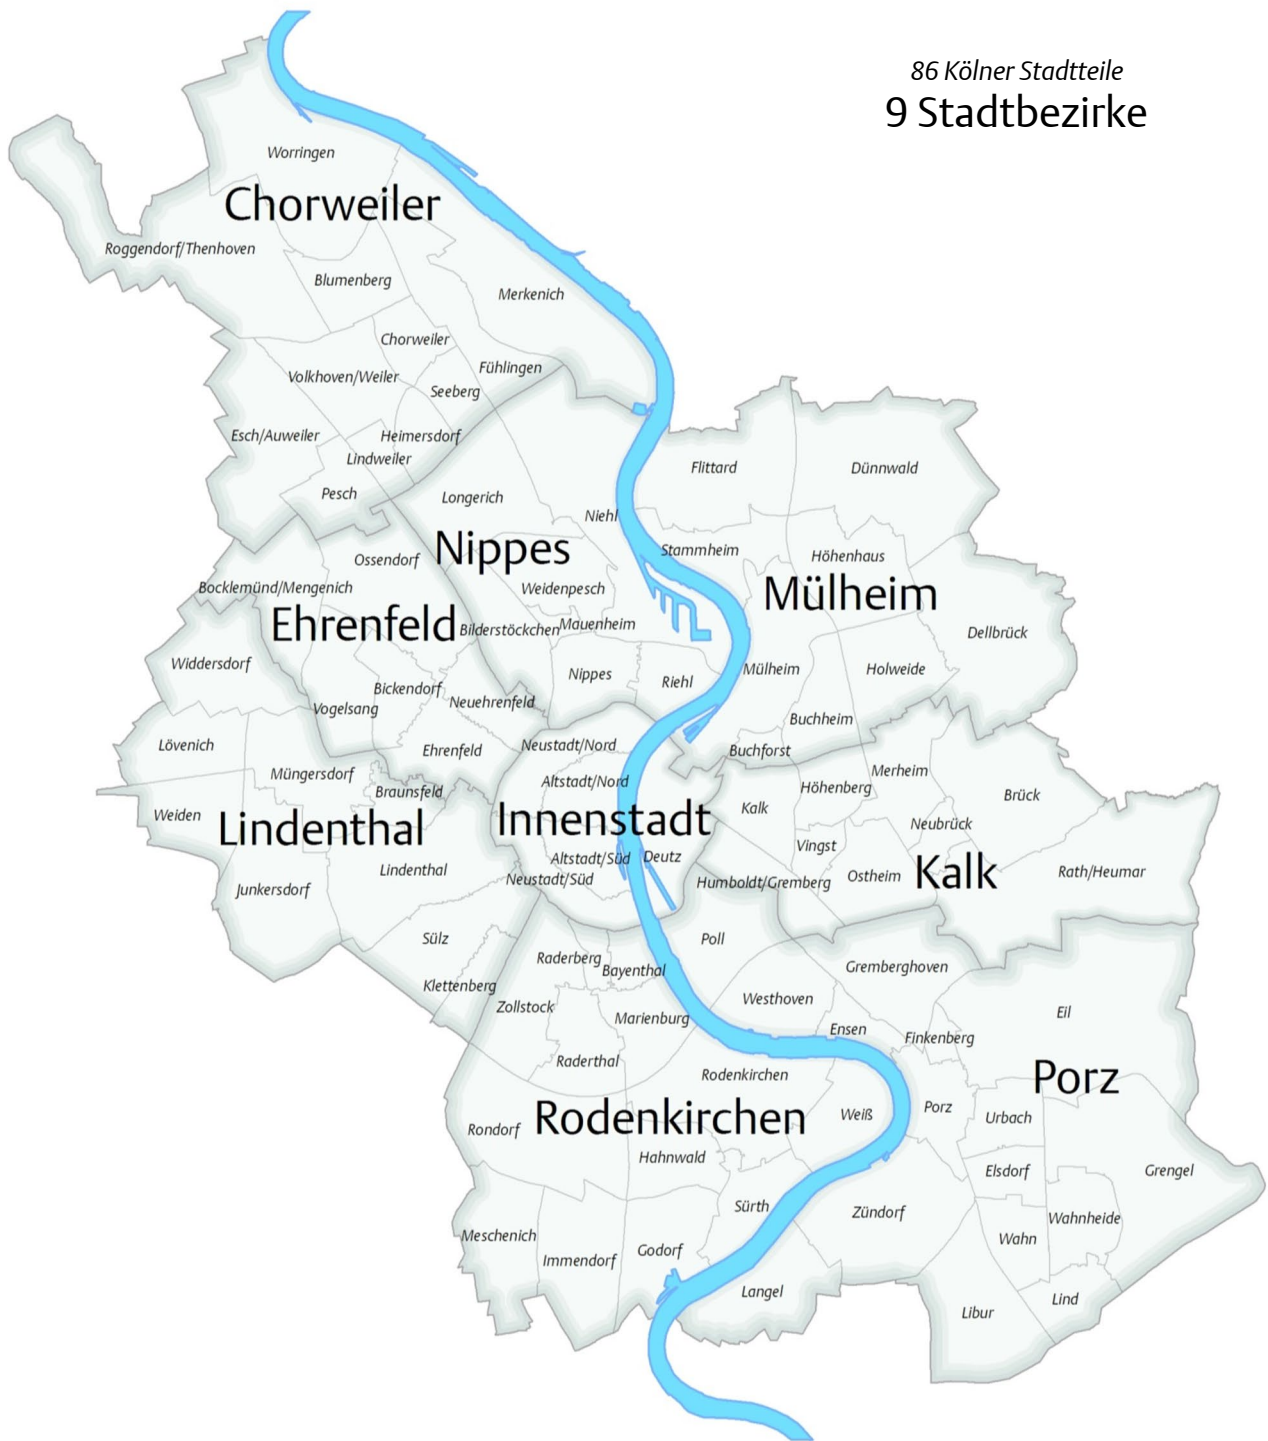 86 Kölner Stadtteile
9 Stadtbezirke
Worringen
Chorweiler
Roggendorf/Thenhoven
Blumenberg
Merkenich
Chorweiler
Fühlingen
Volkhoven/Weiler
Seeberg
Esch/Auweiler
Heimersdorf
Lindweiler
Pesch
Longerich
Niehl
Nippes
Weidenpesch
Bilderstöckchen
Mauenheim
Nippes
Riehl
Flittard
Dünnwald
Stammheim
Höhenhaus
Mülheim
Dellbrück
Mülheim
Holweide
Buchheim
Buchforst
Ossendorf
Bocklemünd/Mengenich
Ehrenfeld
Bickendorf
Vogelsang
Neuehrenfeld
Ehrenfeld
Widdersdorf
Lövenich
Müngersdorf
Braunsfeld
Weiden
Lindenthal
Lindenthal
Junkersdorf
Sülz
Klettenberg
Neustadt/Nord
Altstadt/Nord
Innenstadt
Altstadt/Süd
Deutz
Neustadt/Süd
Merheim
Höhenberg
Kalk
Brück
Neubrück
Vingst
Ostheim
Kalk
Rath/Heumar
Humboldt/Gremberg
Poll
Gremberghoven
Westhoven
Ensen
Eil
Finkenberg
Porz
Porz
Urbach
Elsdorf
Grengel
Wahnheide
Wahn
Zündorf
Langel
Libur
Lind
Raderberg
Bayenthal
Zollstock
Marienburg
Raderthal
Rodenkirchen
Rodenkirchen
Weiß
Rondorf
Hahnwald
Sürth
Meschenich
Immendorf
Godorf